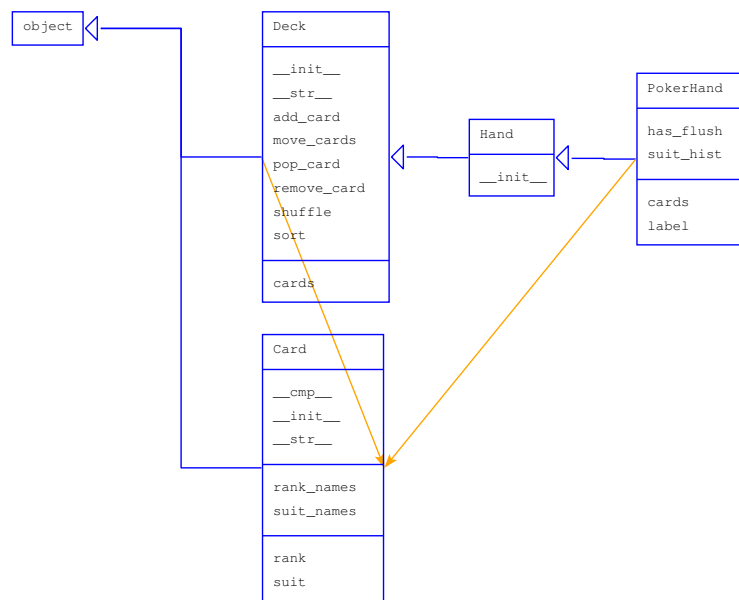 object
Deck
__init__
__str__
add_card
move_cards
pop_card
remove_card
shuffle
sort
cards
Hand
__init__
PokerHand
has_flush
suit_hist
cards
label
Card
__cmp__
__init__
__str__
rank_names
suit_names
rank
suit